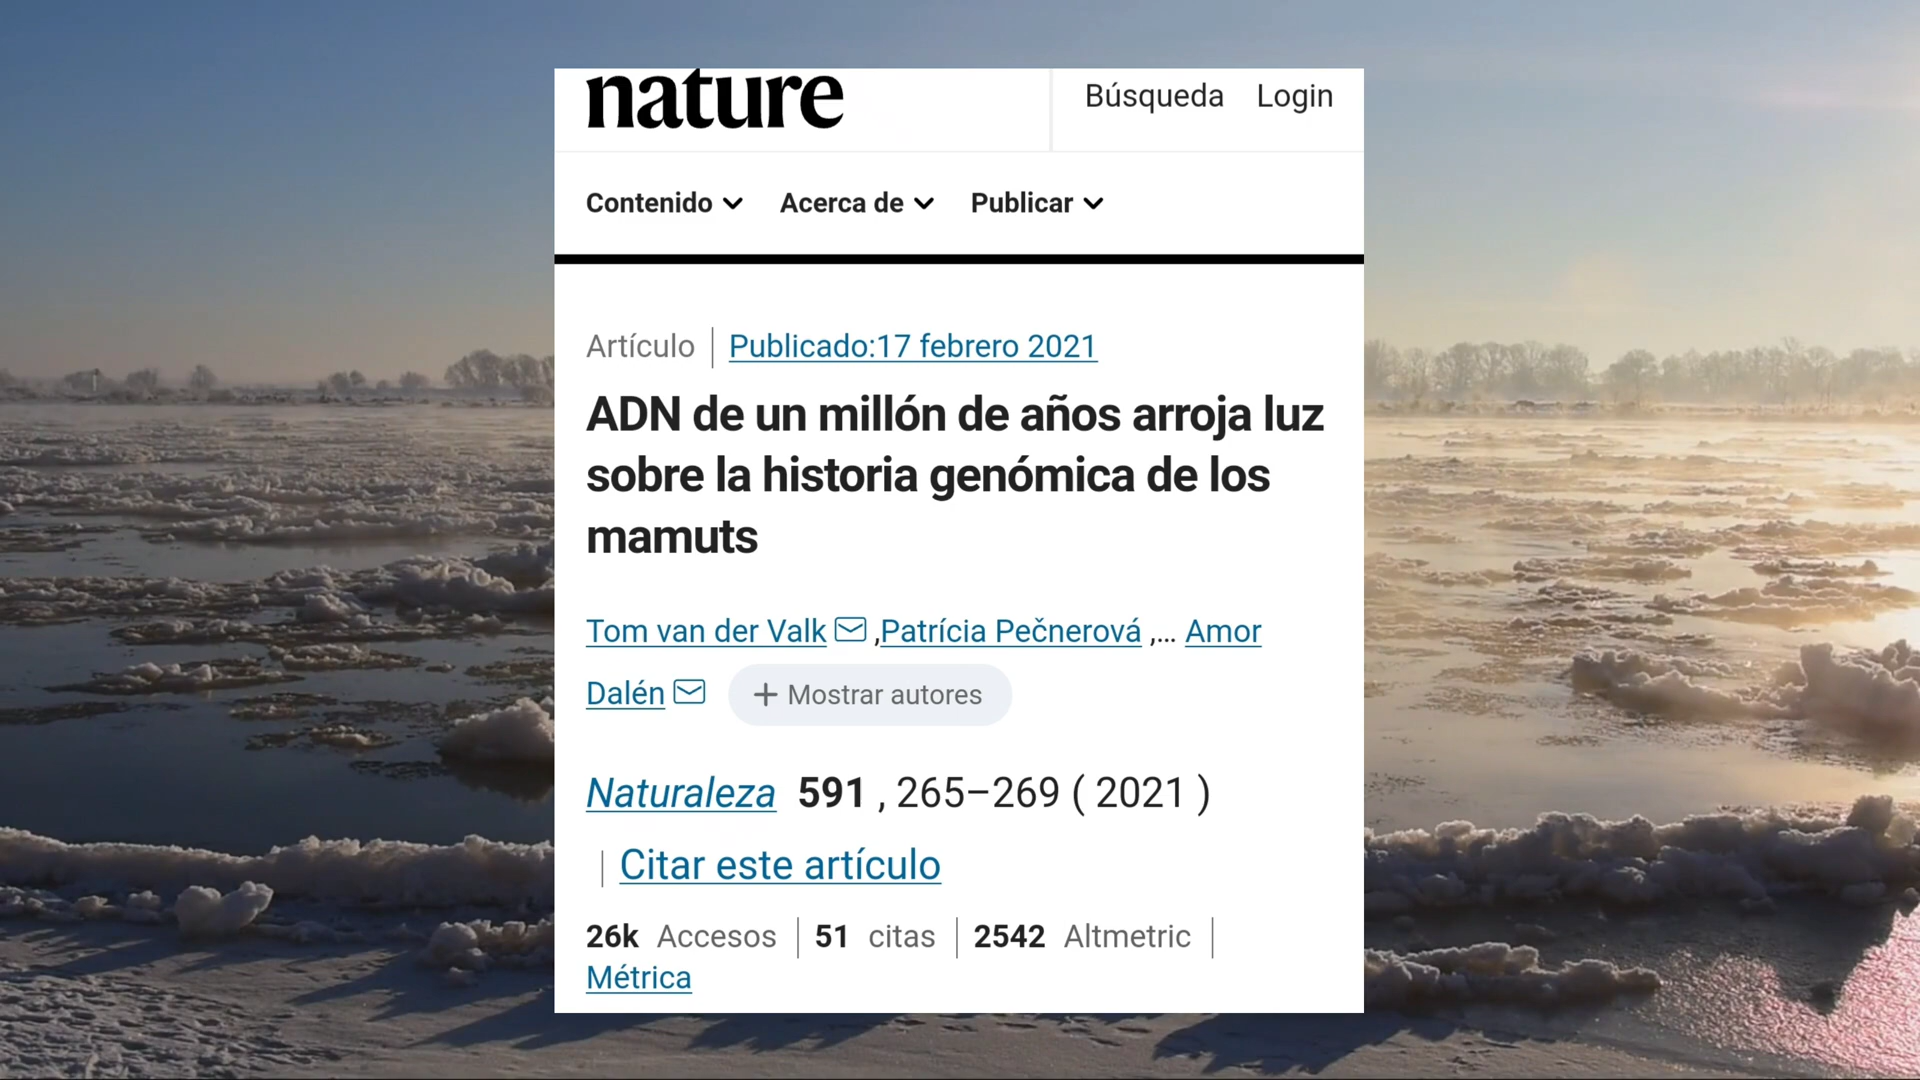 nature
Búsqueda Login
Contenido Acerca de Publicar
Artículo | Publicado:17 febrero 2021
ADN de un millón de años arroja luz
sobre la historia genómica de los
mamuts
Tom van der Valk ,Patrícia Pečnerová ,... Amor
Dalén + Mostrar autores
Naturaleza 591 , 265–269 ( 2021 )
| Citar este artículo
26k Accesos | 51 citas | 2542 Altmetric |
Métrica